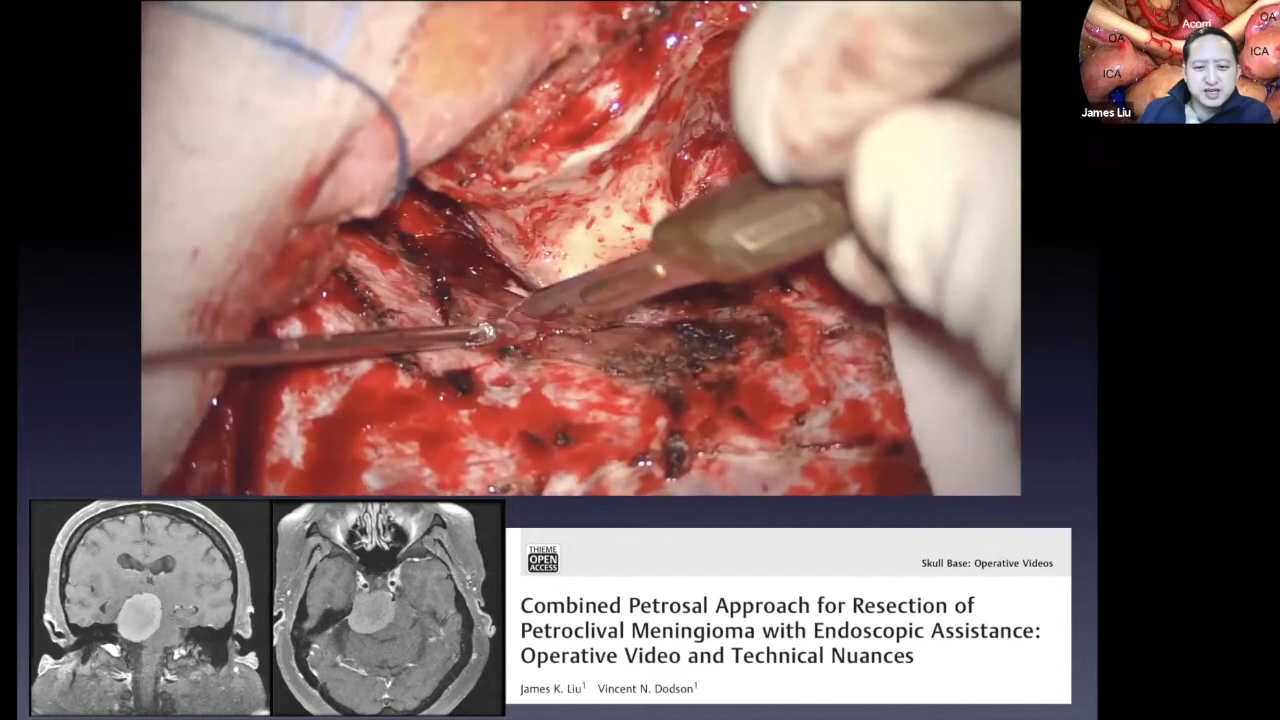 Acom
OA
OA
ICA
ICA
James Liu
THIEME
OPEN
ACCESS
Skull Base: Operative Videos
Combined Petrosal Approach for Resection of
Petroclival Meningioma with Endoscopic Assistance:
Operative Video and Technical Nuances
James K. Liu¹ Vincent N. Dodson¹